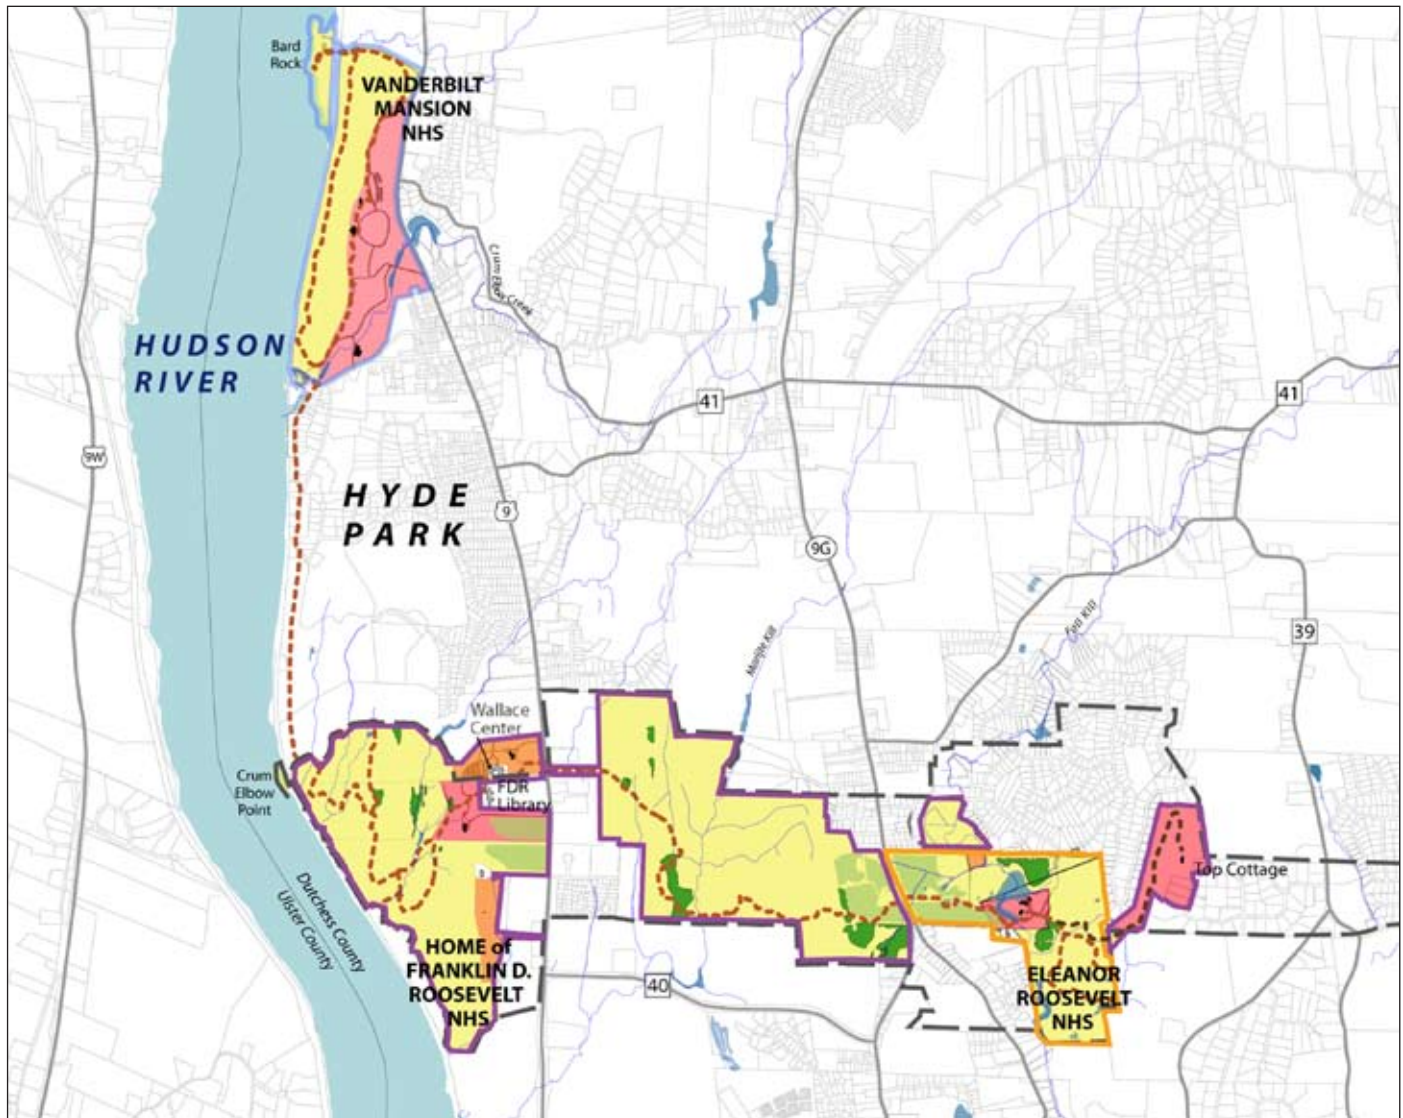 Bard
Rock
VANDERBILT
MANSION
NHS
Crum Elbow Creek
HUDSON
RIVER
41
41
9W
HYDE
PARK
9
9G
Maritje Kill
Fall Kill
39
Wallace
Center
FDR
Library
Crum
Elbow
Point
Top Cottage
Dutchess County
Ulster County
HOME of
FRANKLIN D.
ROOSEVELT
NHS
40
ELEANOR
ROOSEVELT
NHS